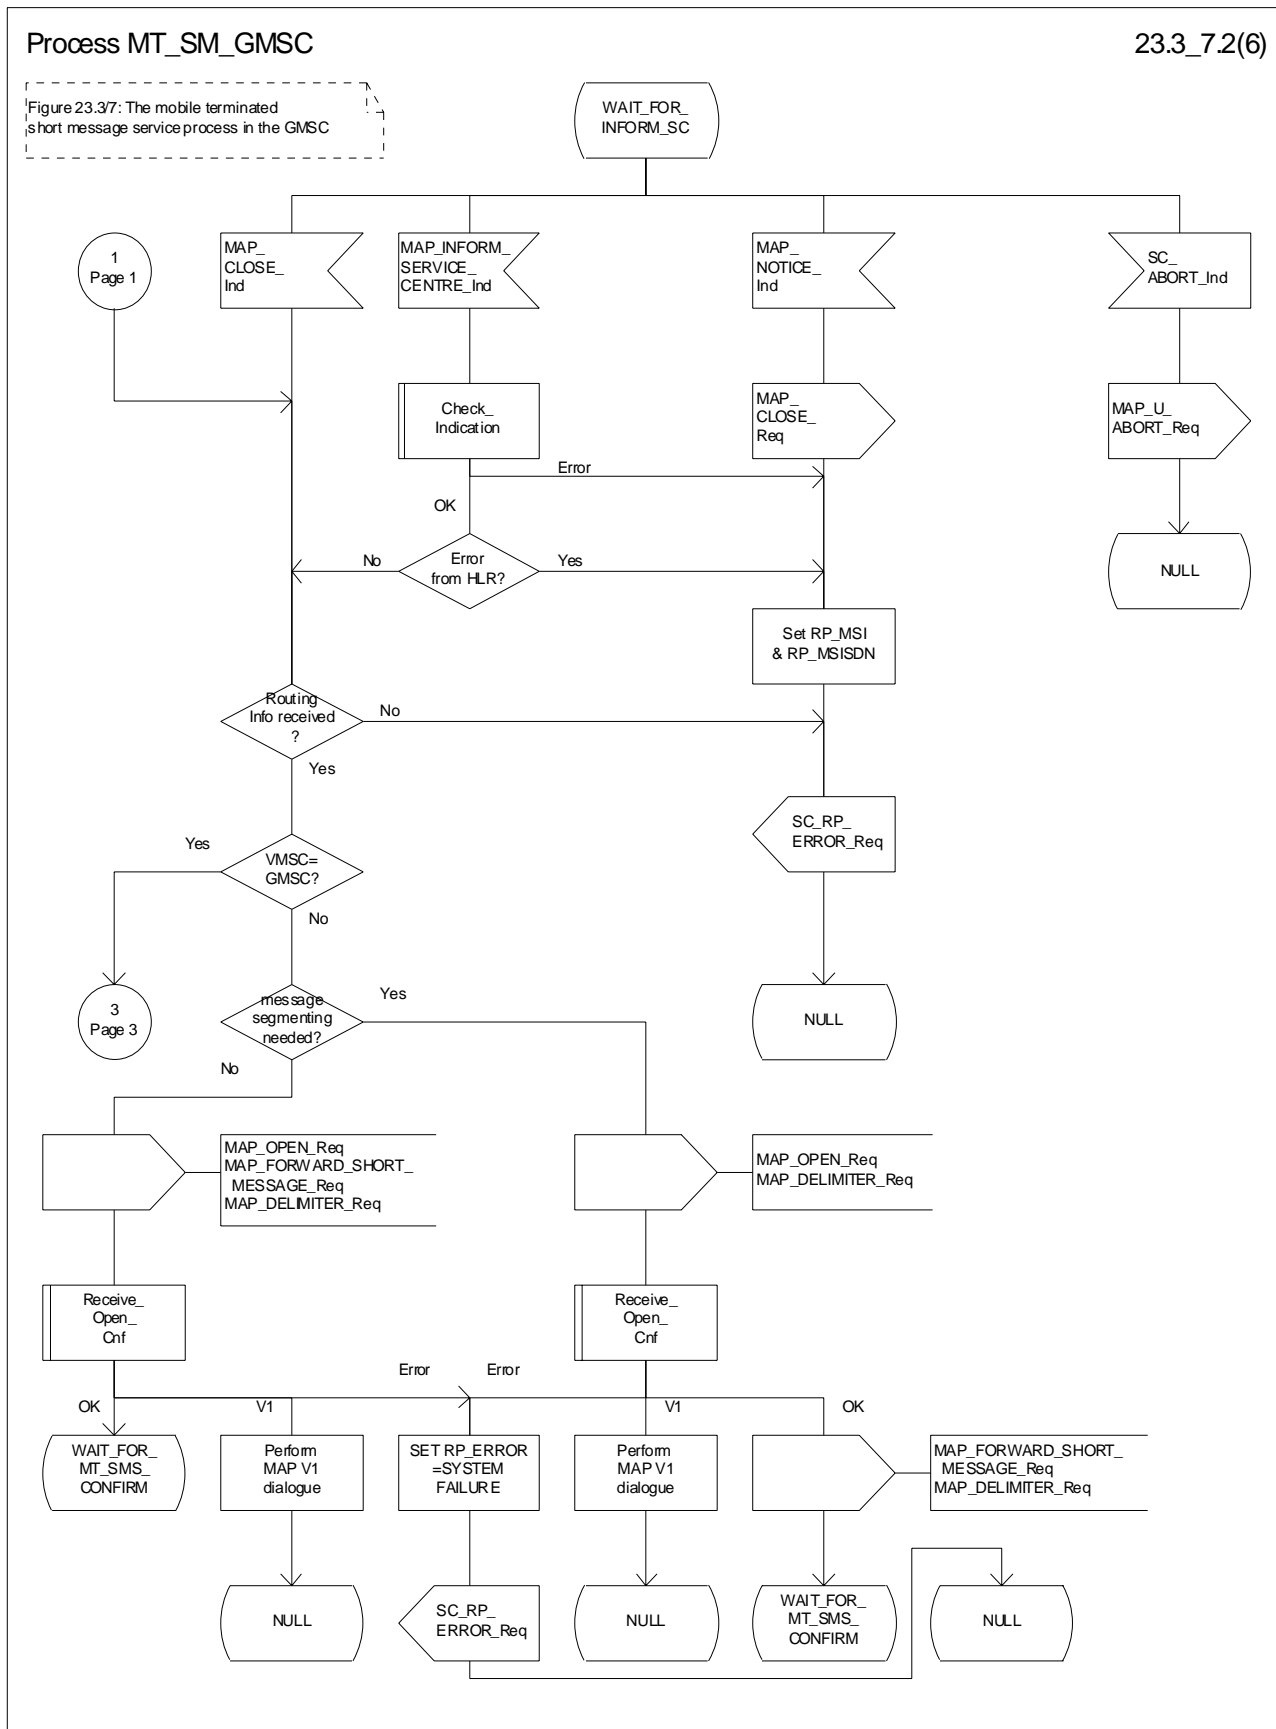 Process MT_SM_GMSC
23.3_7.2(6)
Figure 23.3/7: The mobile terminated
short message service process in the GMSC
WAIT_FOR_
INFORM_SC
1
Page 1
MAP_
CLOSE_
Ind
MAP_INFORM_
SERVICE_
CENTRE_Ind
MAP_
NOTICE_
Ind
SC_
ABORT_Ind
Check_
Indication
MAP_
CLOSE_
Req
MAP_U_
ABORT_Req
Error
OK
No
Error
from HLR?
Yes
NULL
Set RP_MSI
& RP_MSISDN
Routing
Info received
?
No
Yes
SC_RP_
ERROR_Req
Yes
VMSC=
GMSC?
No
3
Page 3
message
segmenting
needed?
Yes
NULL
No
MAP_OPEN_Req
MAP_FORWARD_SHORT_
MESSAGE_Req
MAP_DELIMITER_Req
MAP_OPEN_Req
MAP_DELIMITER_Req
Receive_
Open_
Cnf
Receive_
Open_
Cnf
Error
Error
OK
V1
V1
OK
WAIT_FOR_
MT_SMS_
CONFIRM
Perform
MAP V1
dialogue
SET RP_ERROR
=SYSTEM
FAILURE
Perform
MAP V1
dialogue
MAP_FORWARD_SHORT_
MESSAGE_Req
MAP_DELIMITER_Req
NULL
SC_RP_
ERROR_Req
NULL
WAIT_FOR_
MT_SMS_
CONFIRM
NULL